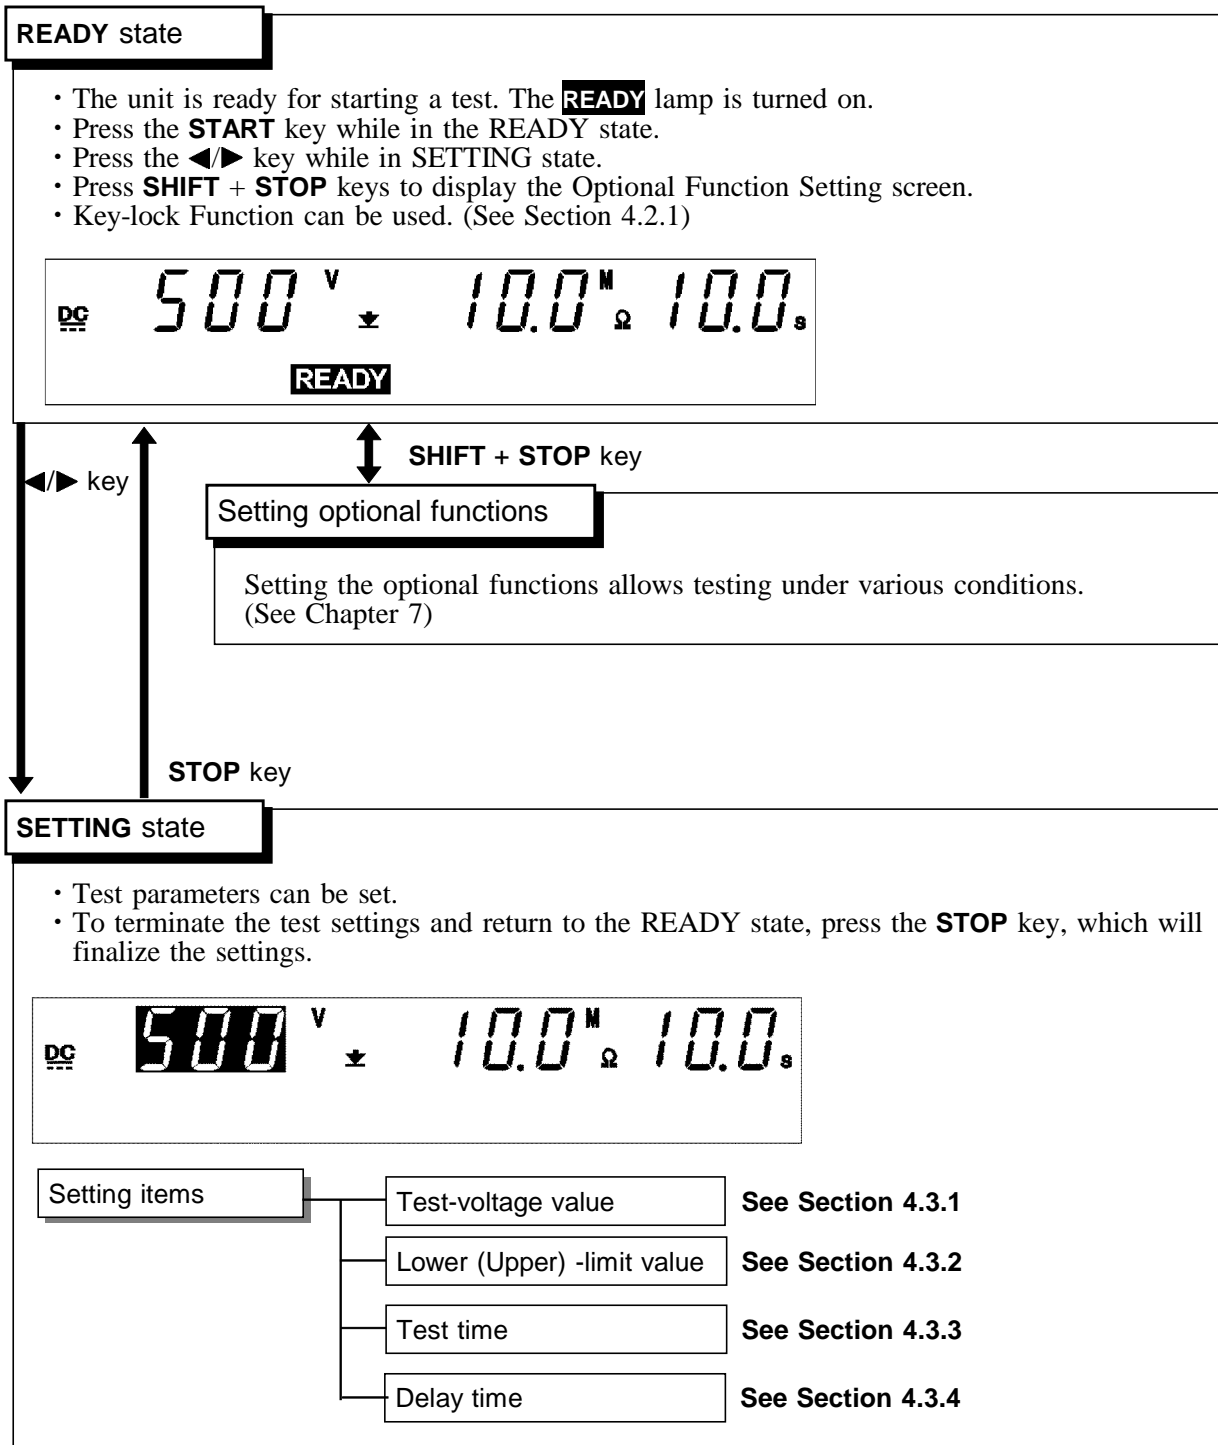 READY state
・The unit is ready for starting a test. The READY lamp is turned on.
・Press the START key while in the READY state.
・Press the ◀/▶ key while in SETTING state.
・Press SHIFT + STOP keys to display the Optional Function Setting screen.
・Key-lock Function can be used. (See Section 4.2.1)
DC 500 V 10.0 MΩ 10.0 s
READY
SHIFT + STOP key
◀/▶ key
Setting optional functions
Setting the optional functions allows testing under various conditions.
(See Chapter 7)
STOP key
SETTING state
・Test parameters can be set.
・To terminate the test settings and return to the READY state, press the STOP key, which will
finalize the settings.
DC 500 V 10.0 MΩ 10.0 s
Setting items
Test-voltage value See Section 4.3.1
Lower (Upper) -limit value See Section 4.3.2
Test time See Section 4.3.3
Delay time See Section 4.3.4